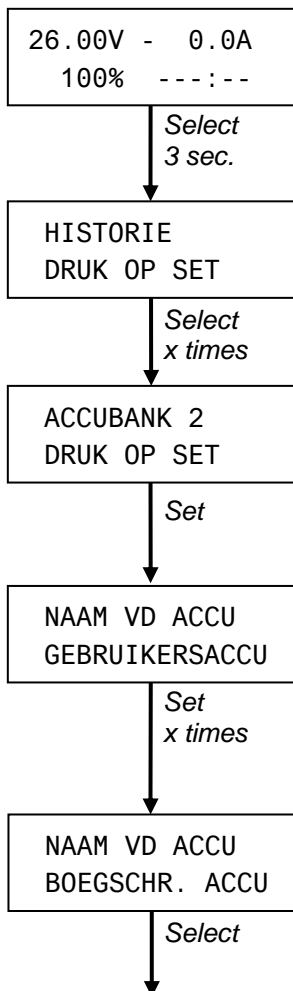 26.00V - 0.0A
100% ---:--
Select
3 sec.
HISTORIE
DRUK OP SET
Select
x times
ACCUBANK 2
DRUK OP SET
Set
NAAM VD ACCU
GEBRUIKERSACCU
Set
x times
NAAM VD ACCU
BOEGSCHR. ACCU
Select